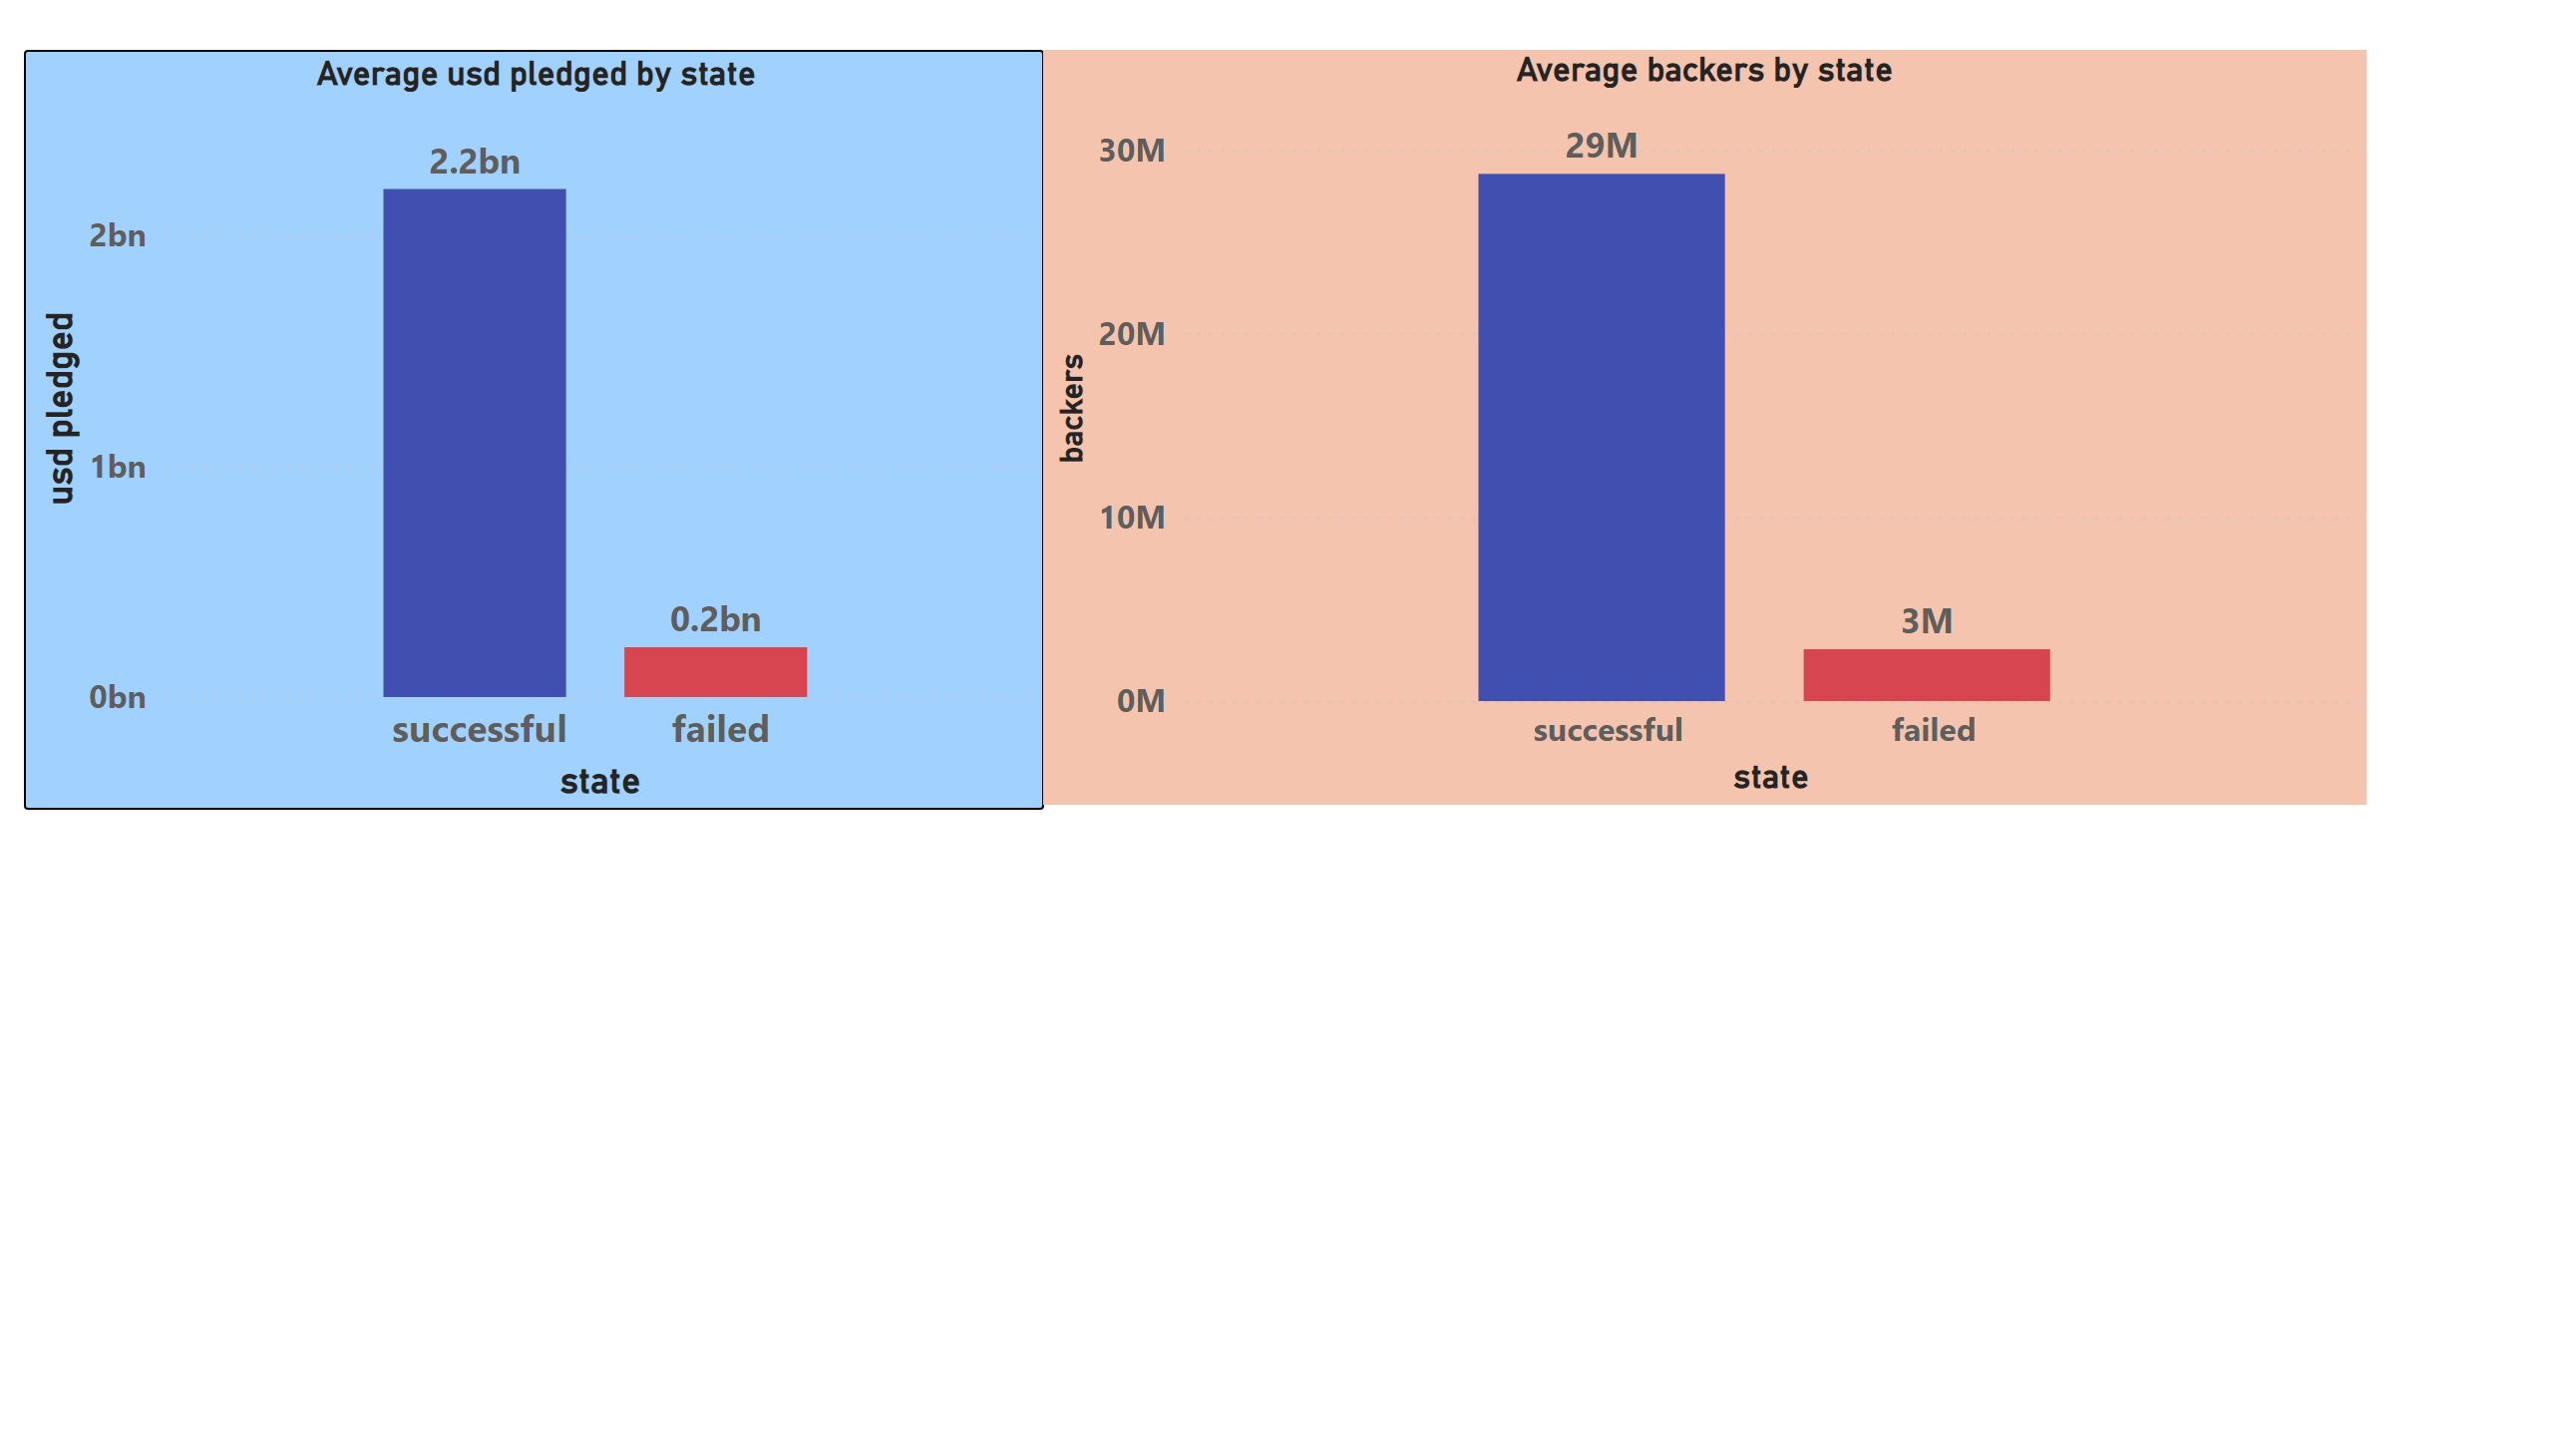 Average usd pledged by state
2.2bn
2bn
usd pledged
1bn
0.2bn
0bn
successful failed
state
Average backers by state
29M
30M
20M
backers
10M
3M
0M
successful failed
state